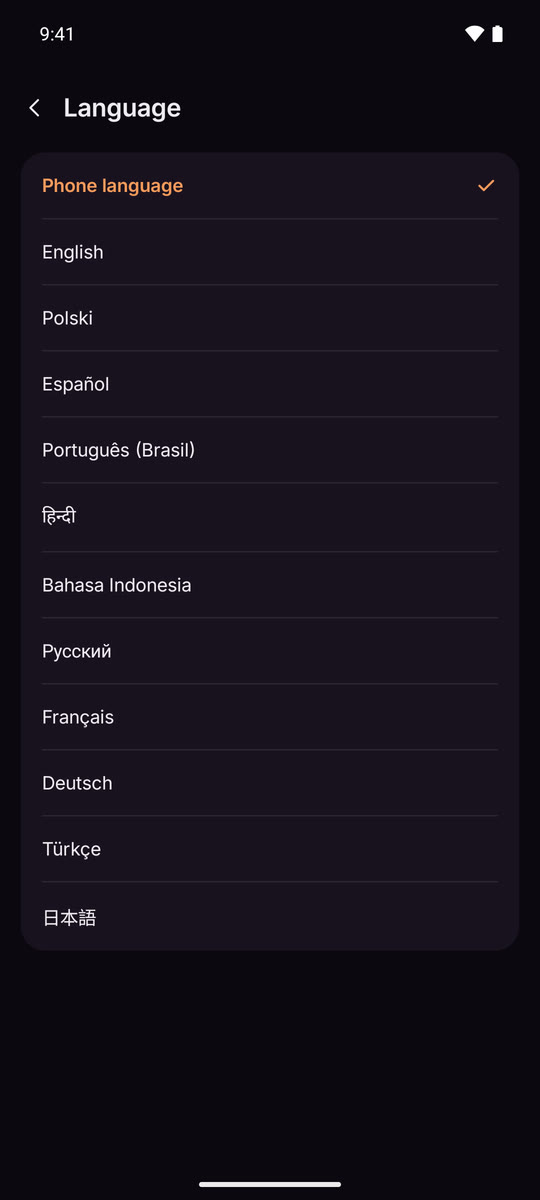 9:41
Language
Phone language
English
Polski
Español
Português (Brasil)
हिन्दी
Bahasa Indonesia
Русский
Français
Deutsch
Türkçe
日本語